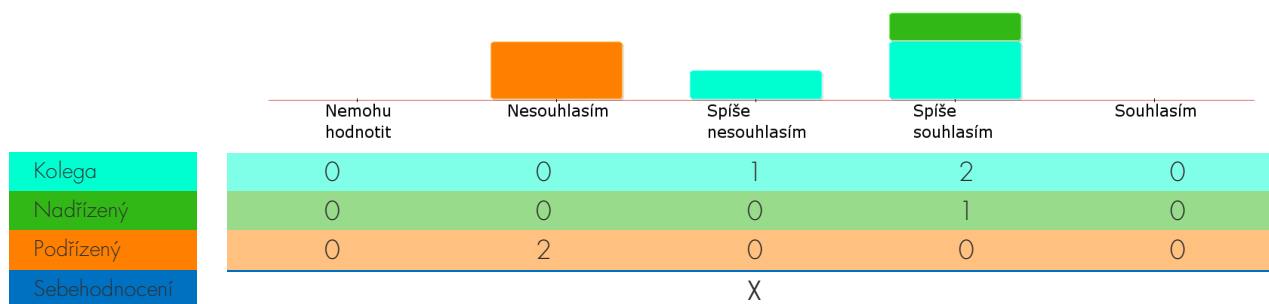 Nemohu hodnotit
Nesouhlasím
Spíše nesouhlasím
Spíše souhlasím
Souhlasím
Kolega 0 0 1 2 0
Nadřízený 0 0 0 1 0
Podřízený 0 2 0 0 0
Sebehodnocení X